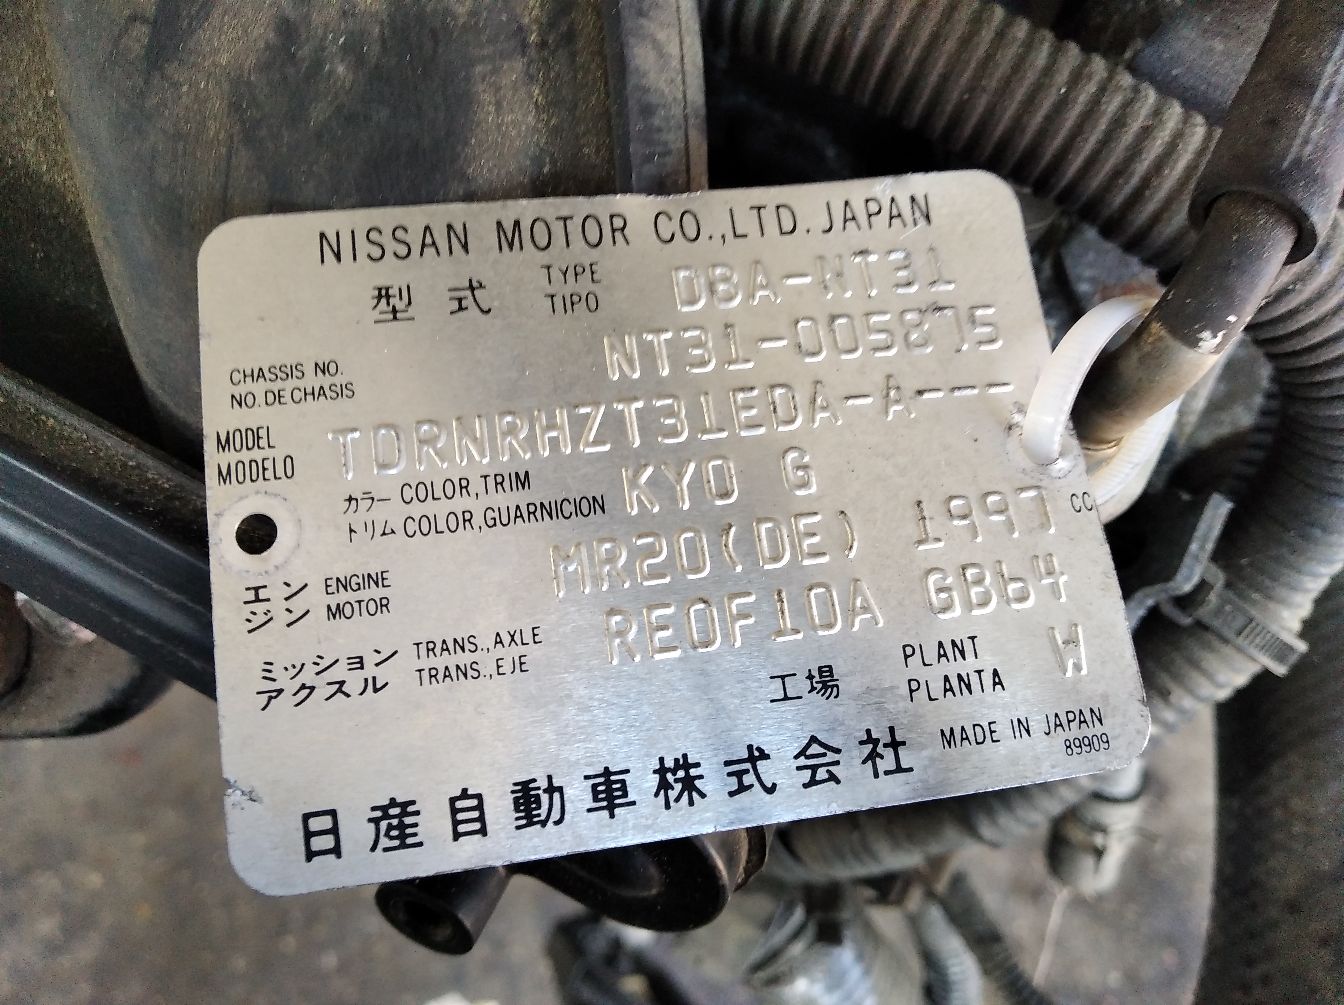 NISSAN MOTOR CO.,LTD. JAPAN
型式 TYPE TIPO DBA-NT31
CHASSIS NO. NO. DE CHASIS NT31-005875
MODEL MODELO TDRNRHZT31EDA-A---
カラー COLOR,TRIM
トリム COLOR,GUARNICION KY0 G
エンジン ENGINE MOTOR MR20(DE) 1997 CC
ミッション TRANS.,AXLE
アクスル TRANS.,EJE RE0F10A GB64
工場 PLANT PLANTA W
MADE IN JAPAN
89909
日産自動車株式会社